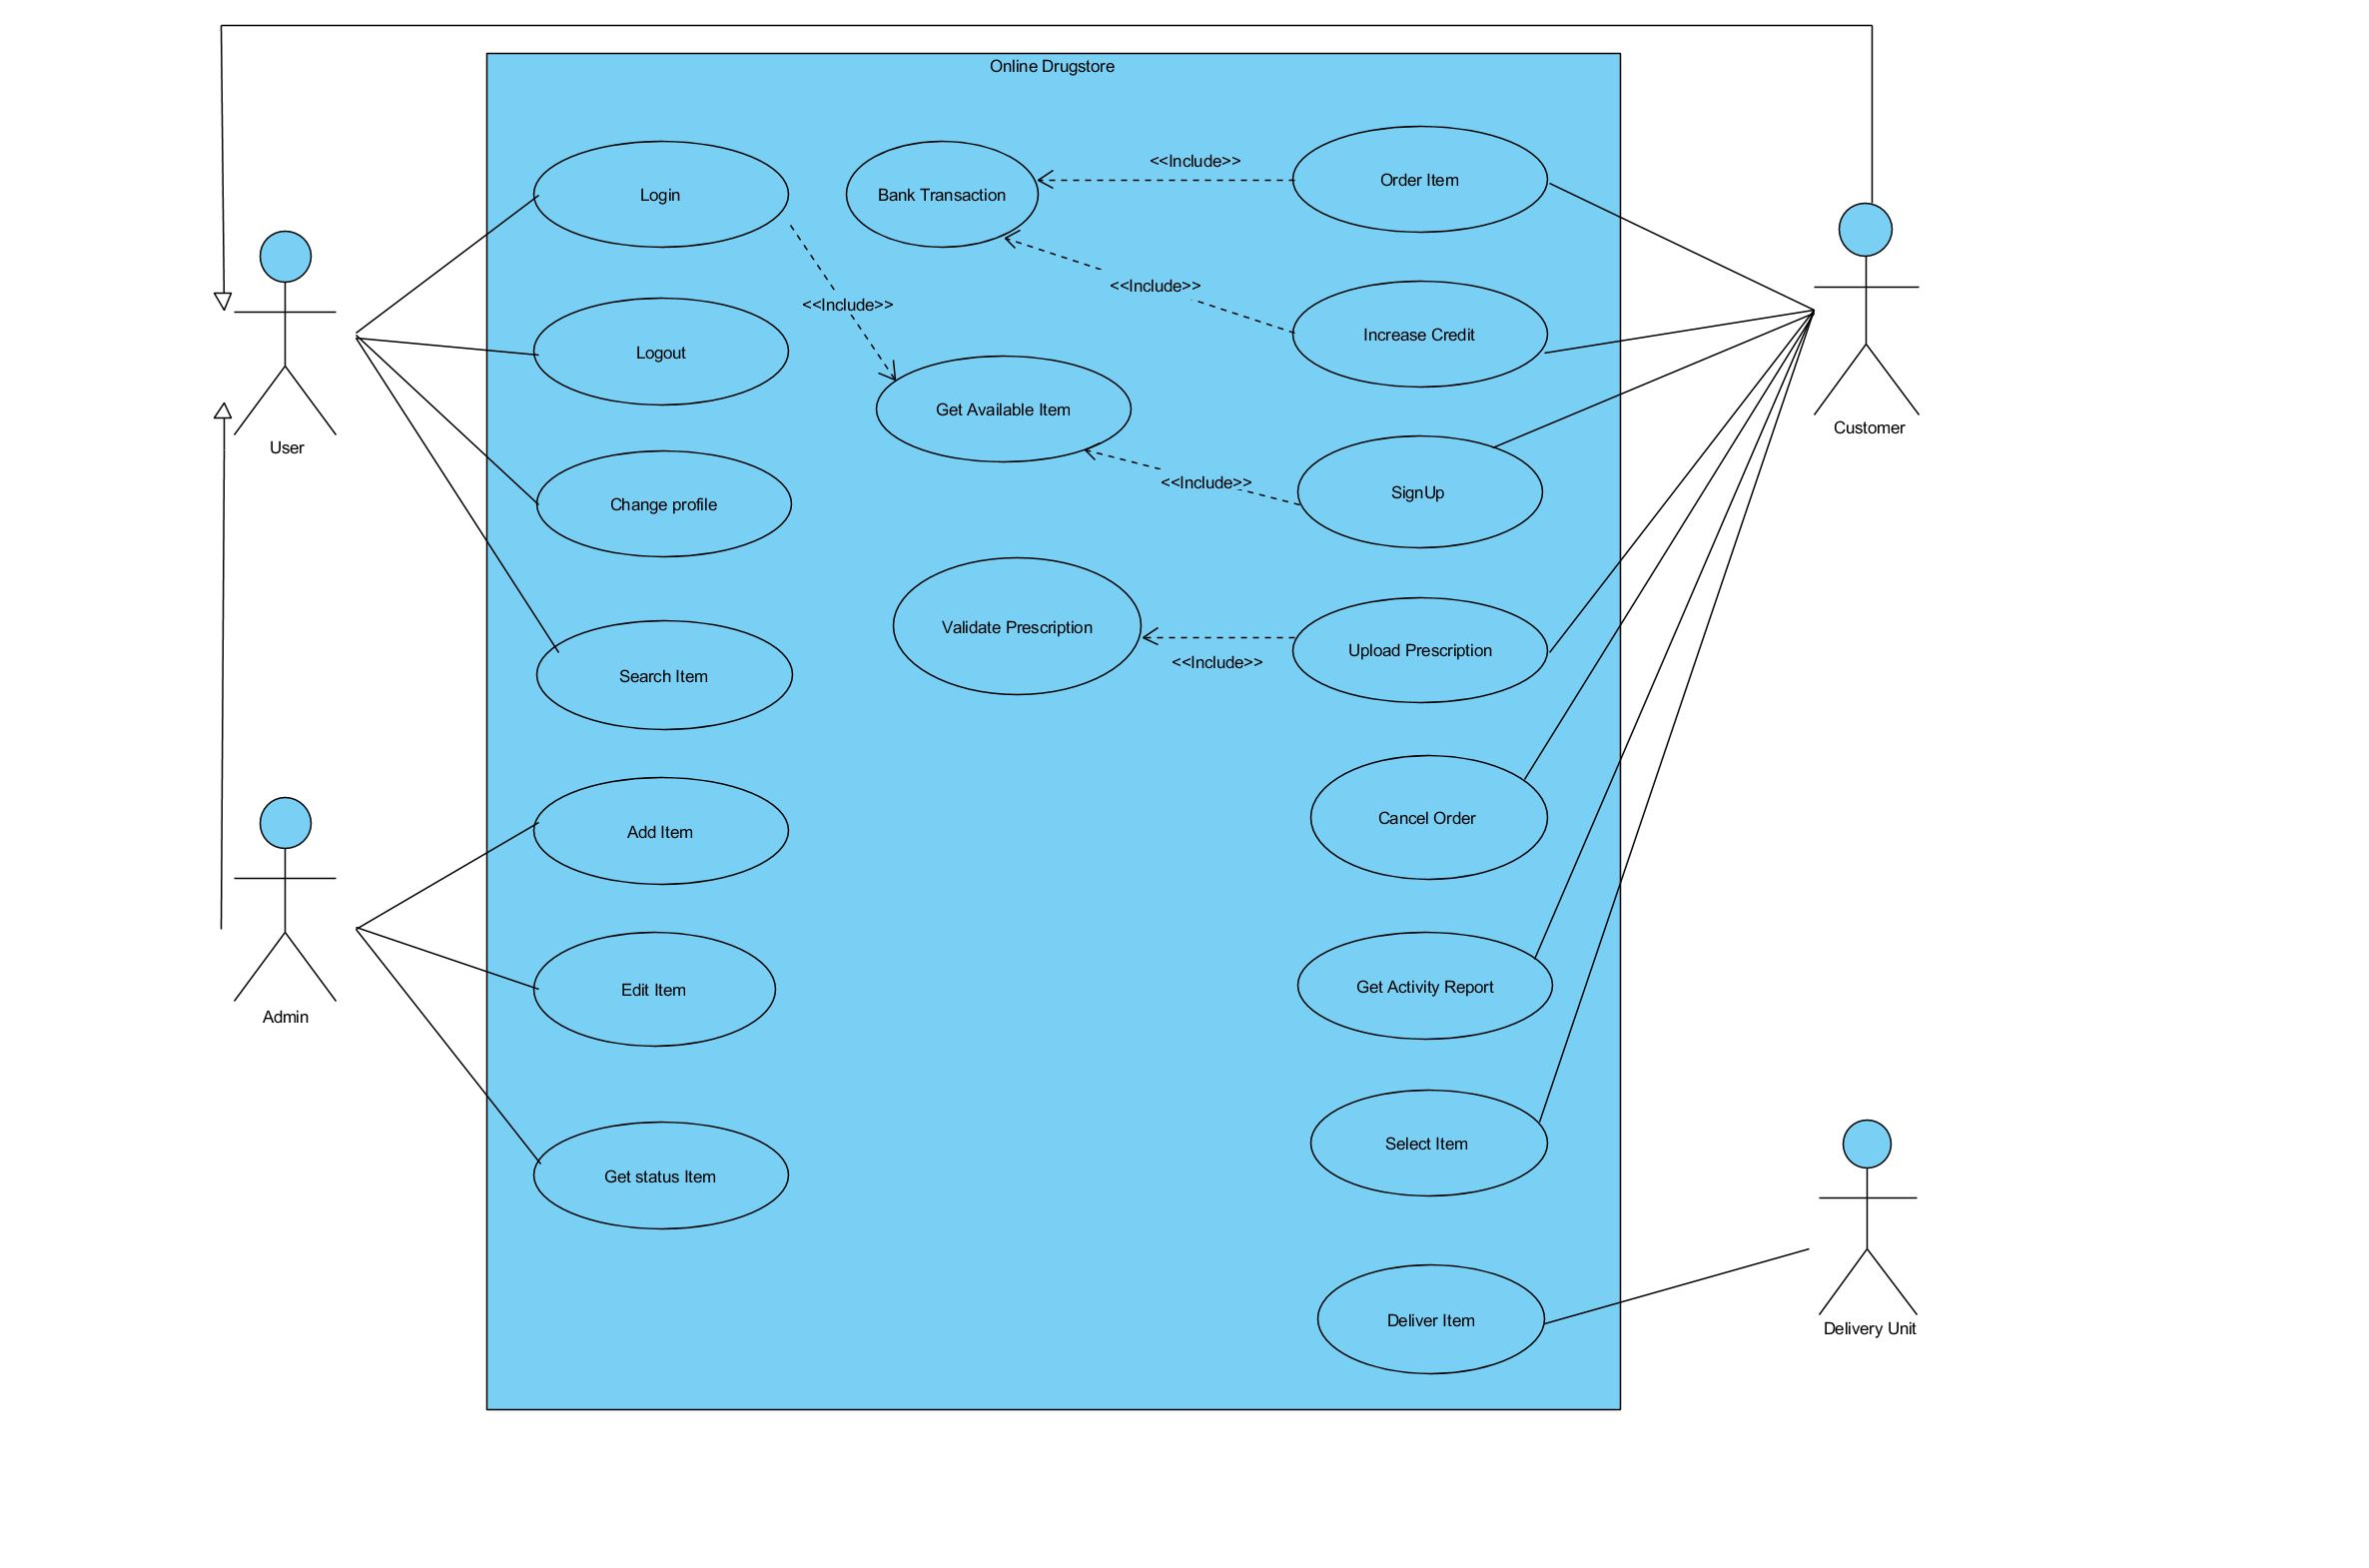 Online Drugstore
Login
Bank Transaction
<<Include>>
Order Item
<<Include>>
<<Include>>
Increase Credit
Logout
Get Available Item
Customer
User
<<Include>>
SignUp
Change profile
Validate Prescription
Upload Prescription
<<Include>>
Search Item
Add Item
Cancel Order
Edit Item
Get Activity Report
Admin
Select Item
Get status Item
Deliver Item
Delivery Unit